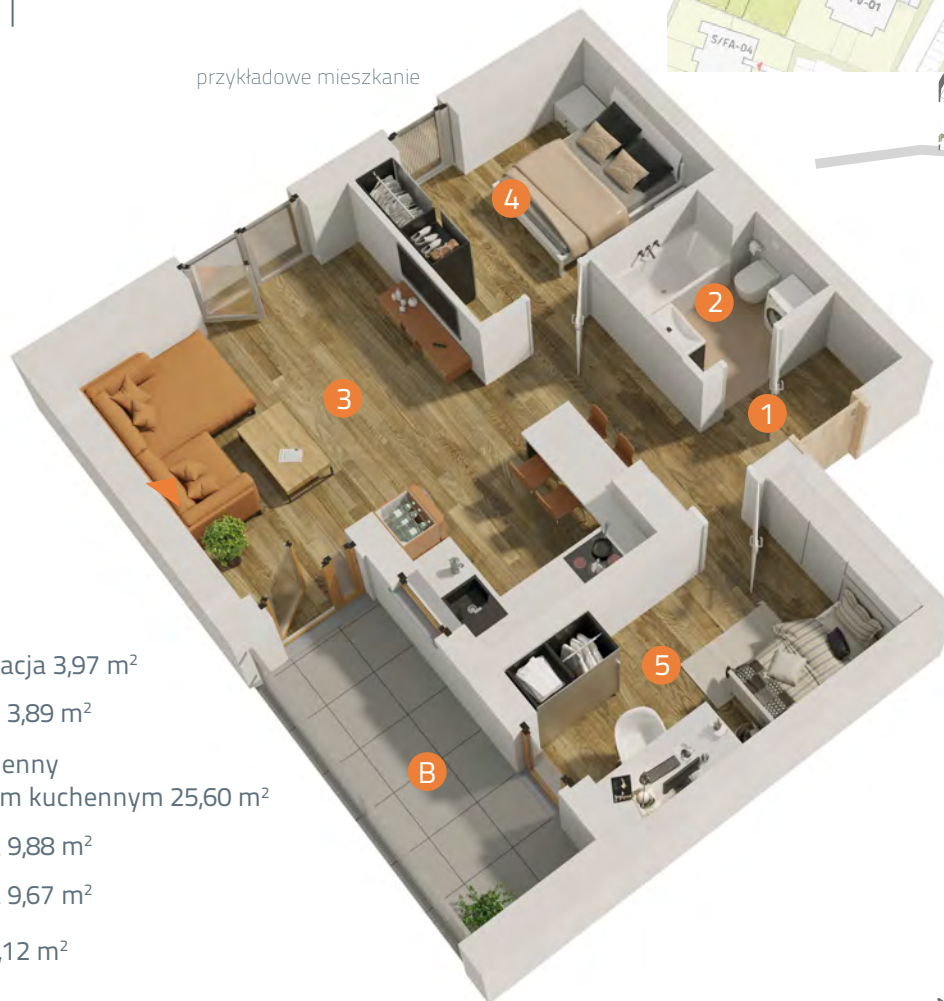 S/FA-04
przykładowe mieszkanie
4
2
3
1
5
B
acja 3,97 m²
3,89 m²
enny
m kuchennym 25,60 m²
9,88 m²
9,67 m²
,12 m²